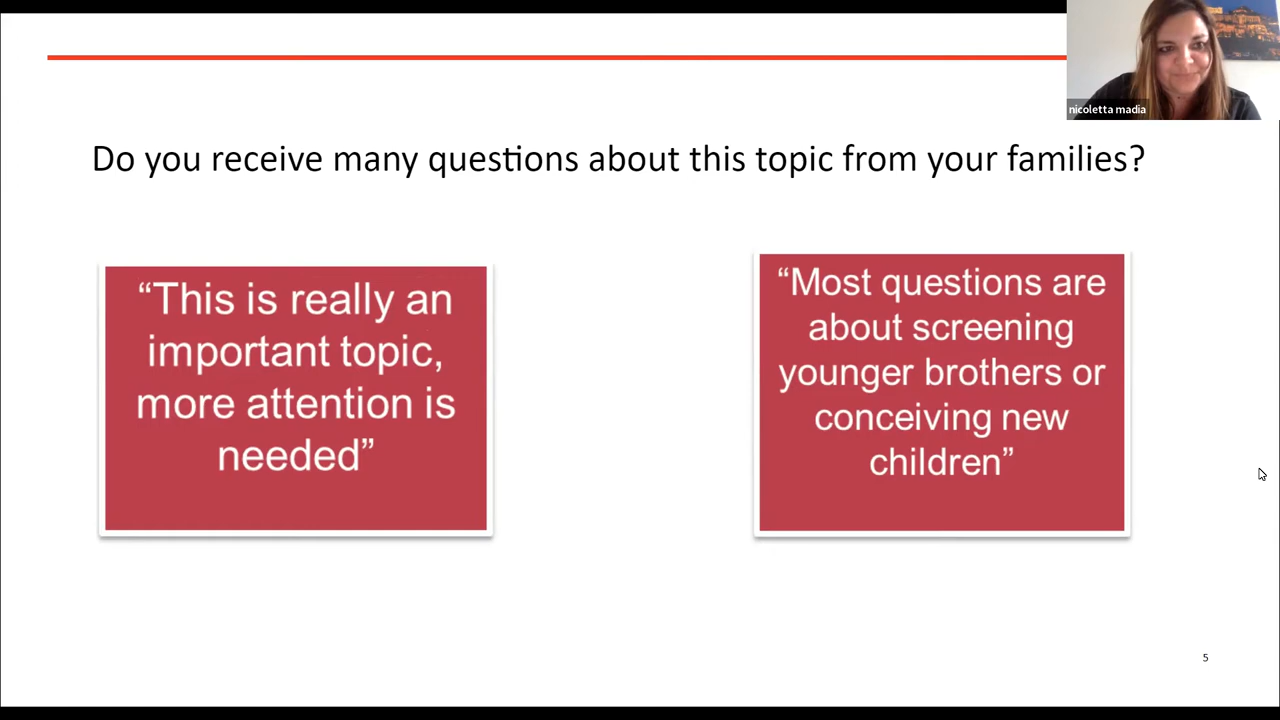 nicoletta madia
Do you receive many questions about this topic from your families?
“This is really an
important topic,
more attention is
needed”
“Most questions are
about screening
younger brothers or
conceiving new
children”
5